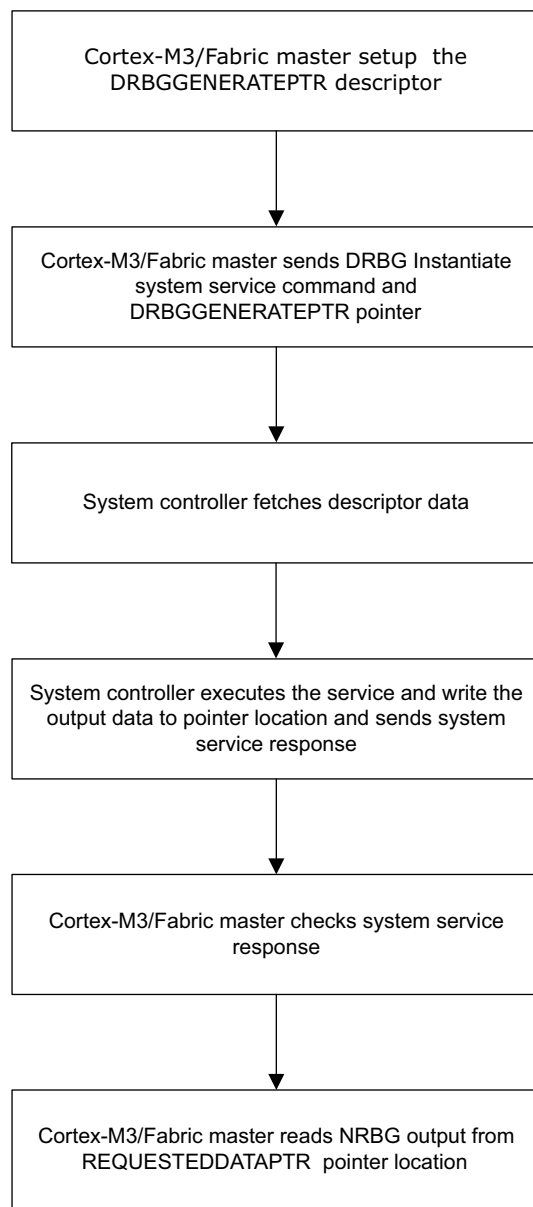 Cortex-M3/Fabric master setup the
DRBGGENERATEPTR descriptor
Cortex-M3/Fabric master sends DRBG Instantiate
system service command and
DRBGGENERATEPTR pointer
System controller fetches descriptor data
System controller executes the service and write the
output data to pointer location and sends system
service response
Cortex-M3/Fabric master checks system service
response
Cortex-M3/Fabric master reads NRBG output from
REQUESTEDDATAPTR pointer location